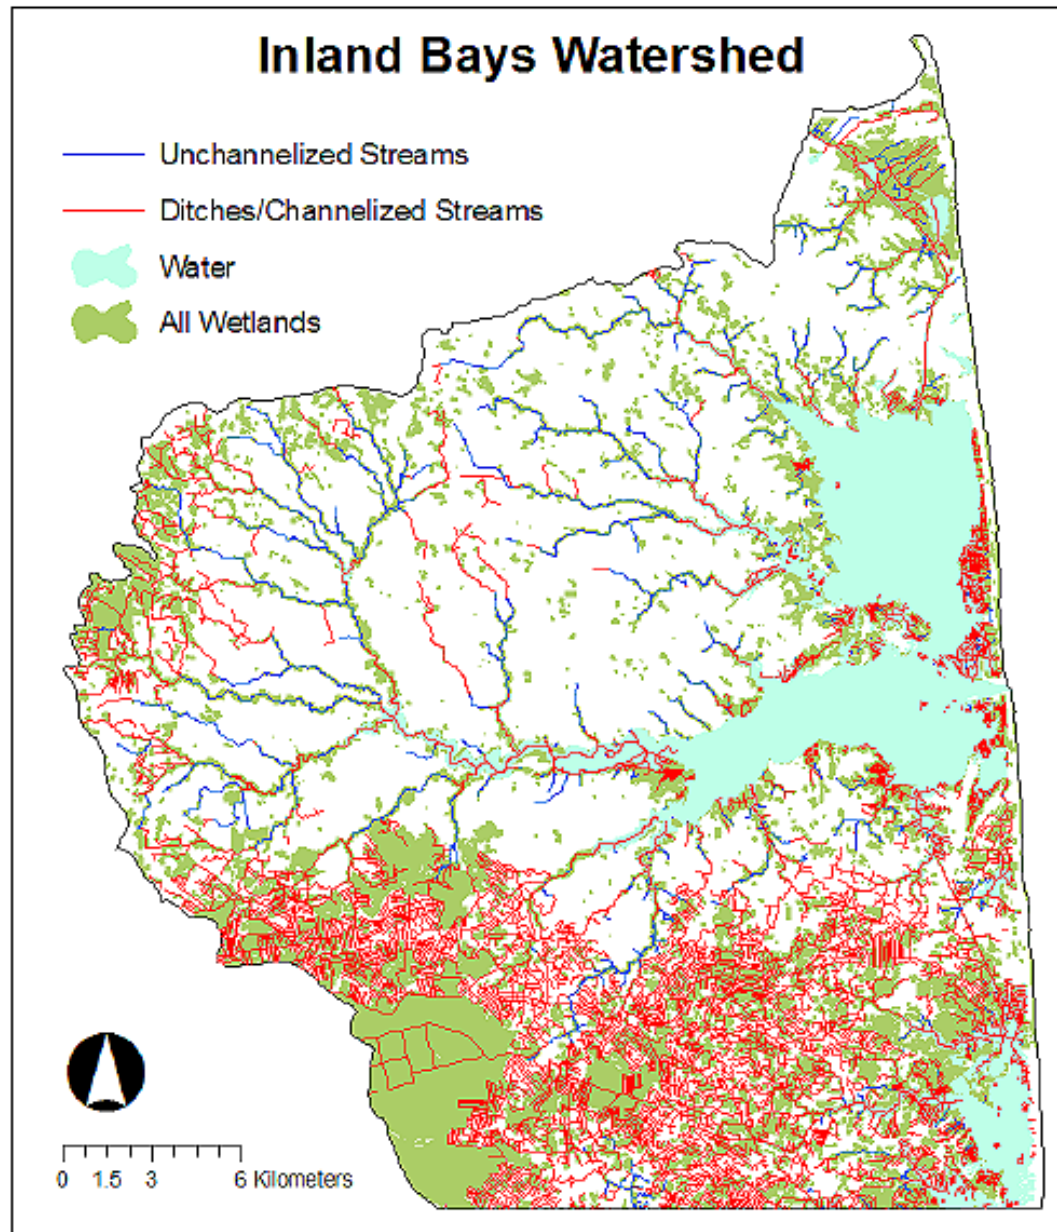 Inland Bays Watershed
Unchannelized Streams
Ditches/Channelized Streams
Water
All Wetlands
0 1.5 3 6 Kilometers